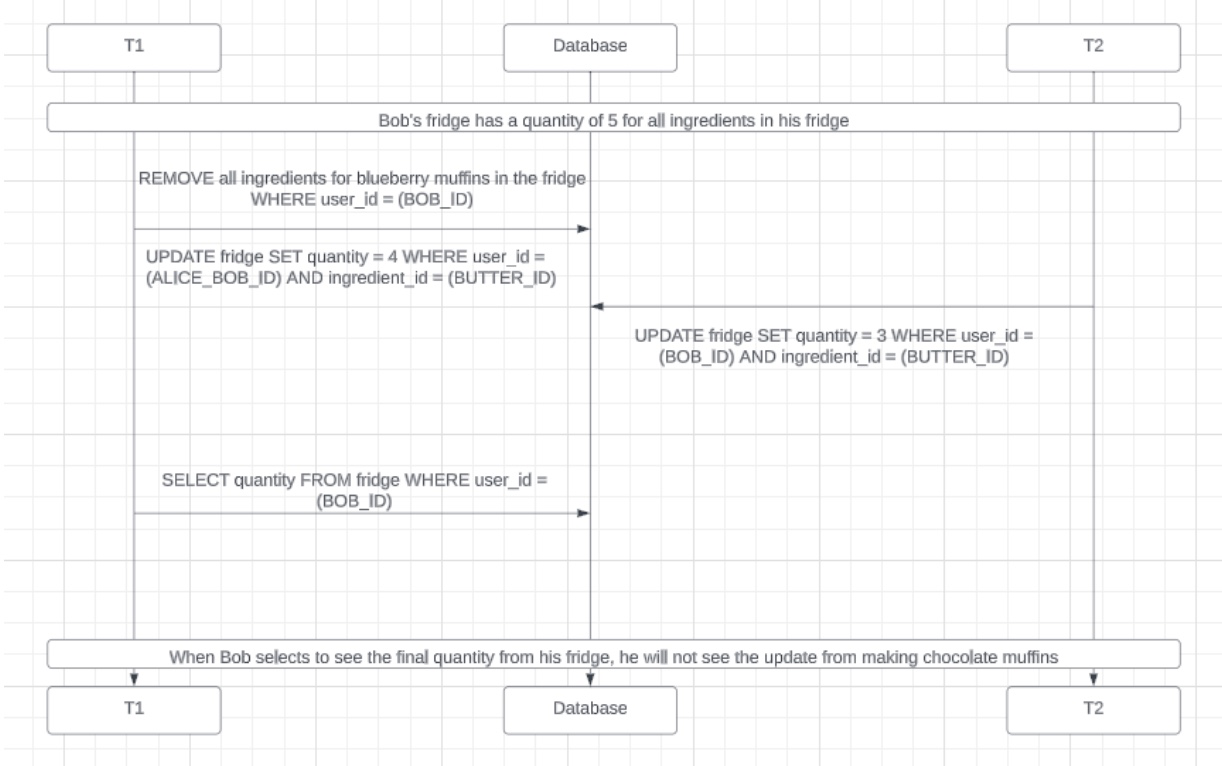 T1
Database
T2
Bob's fridge has a quantity of 5 for all ingredients in his fridge
REMOVE all ingredients for blueberry muffins in the fridge
WHERE user_id = (BOB_ID)
UPDATE fridge SET quantity = 4 WHERE user_id =
(ALICE_BOB_ID) AND ingredient_id = (BUTTER_ID)
UPDATE fridge SET quantity = 3 WHERE user_id =
(BOB_ID) AND ingredient_id = (BUTTER_ID)
SELECT quantity FROM fridge WHERE user_id =
(BOB_ID)
When Bob selects to see the final quantity from his fridge, he will not see the update from making chocolate muffins
T1
Database
T2